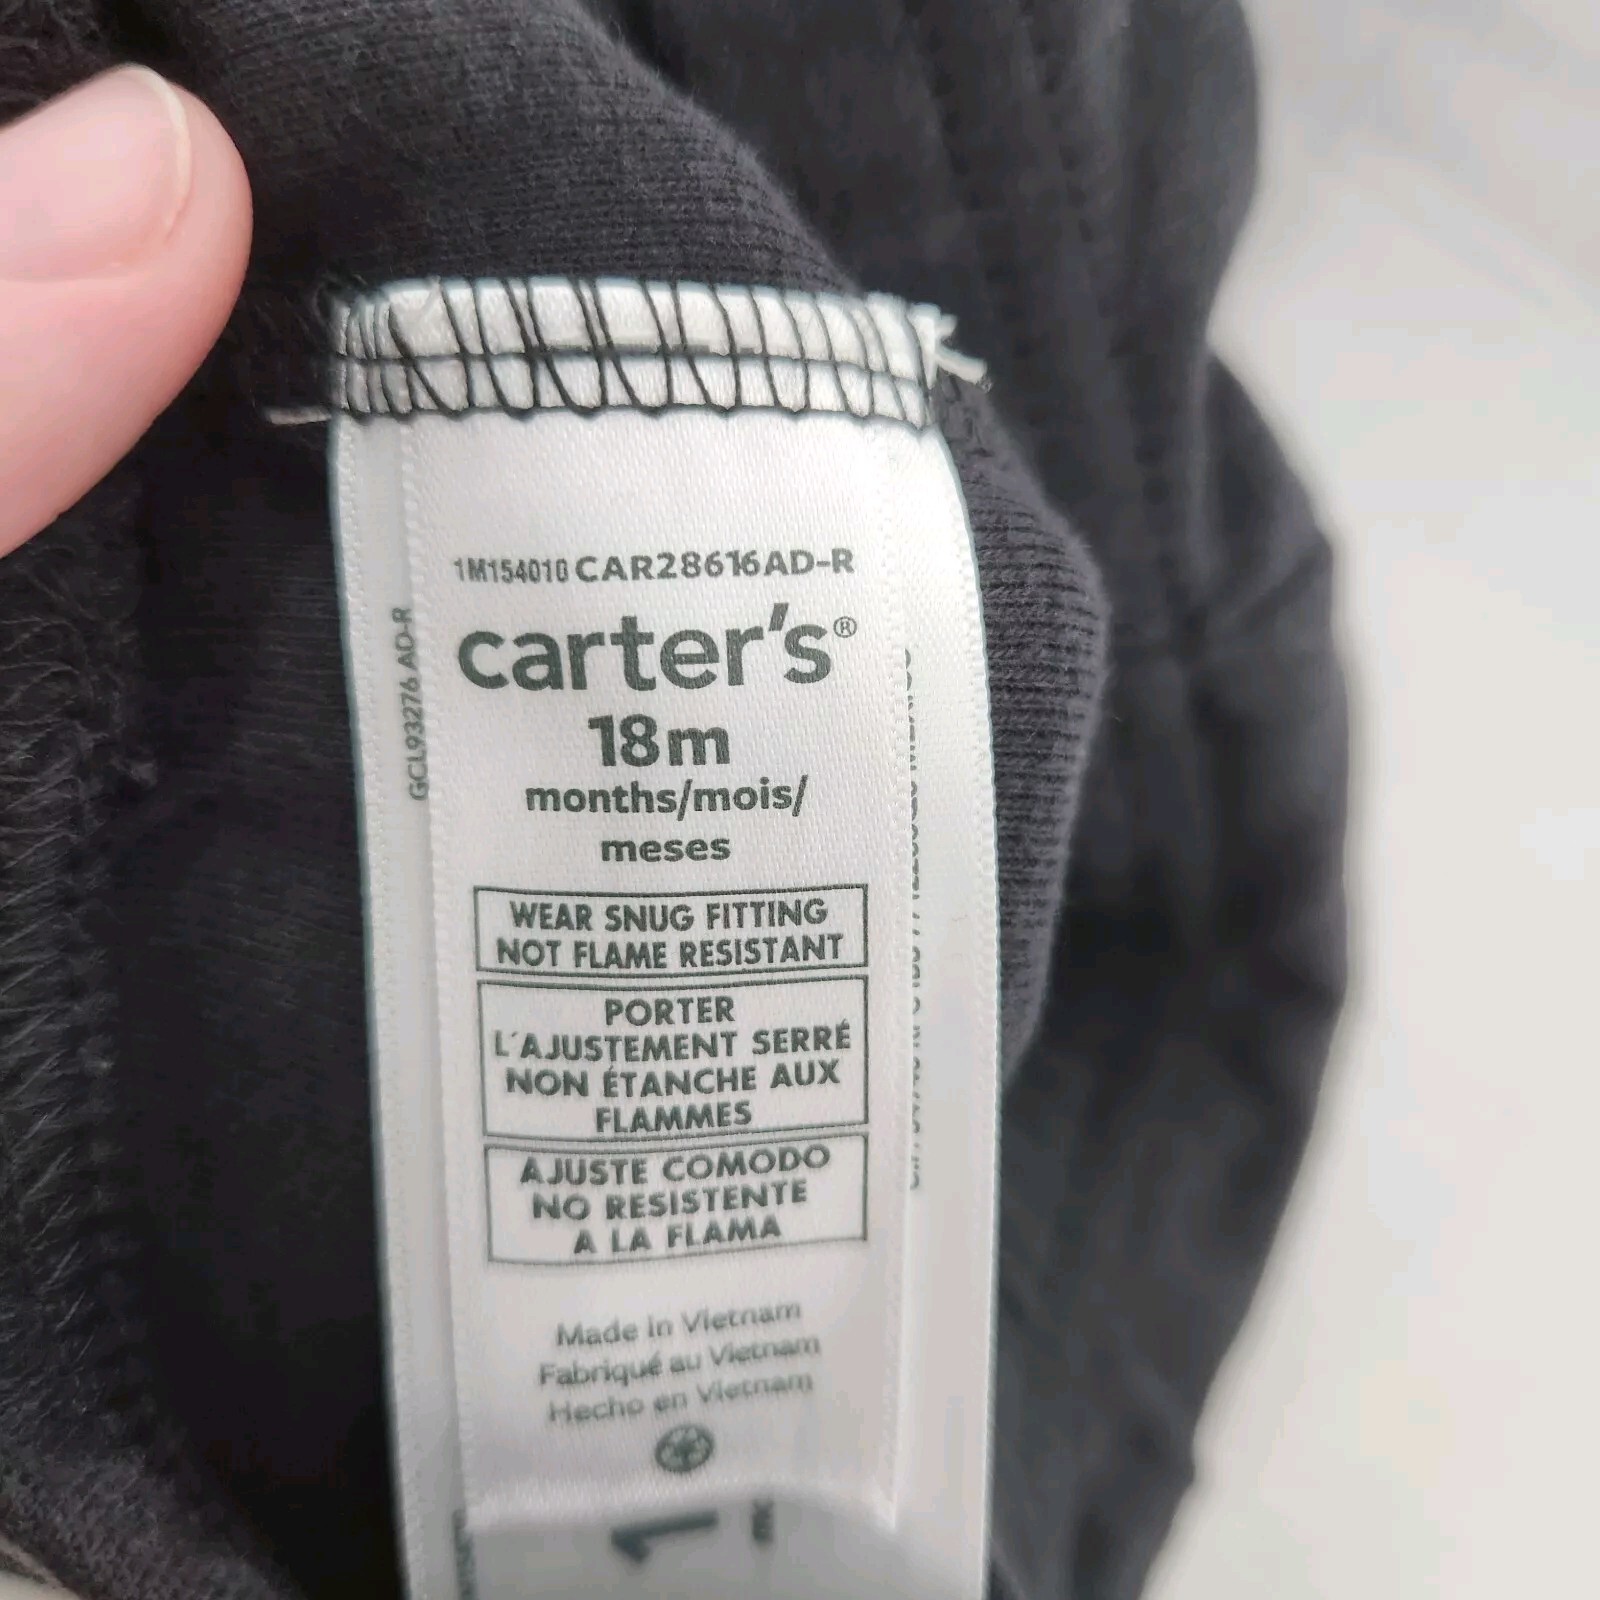 1M154010 CAR28616AD-R
GCL93276 AD-R
carter's®
18m
months/mois/
meses
WEAR SNUG FITTING
NOT FLAME RESISTANT
PORTER
L´AJUSTEMENT SERRÉ
NON ÉTANCHE AUX
FLAMMES
AJUSTE COMODO
NO RESISTENTE
A LA FLAMA
Made in Vietnam
Fabriqué au Vietnam
Hecho en Vietnam